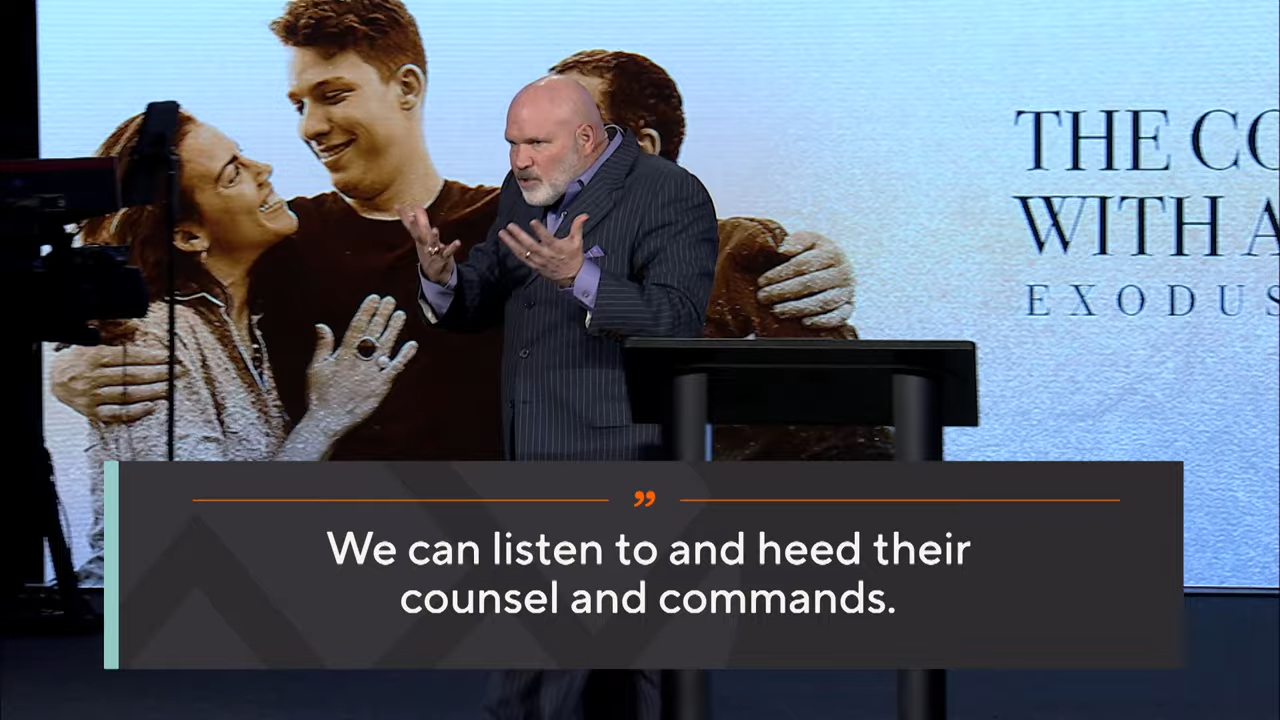 THE CO
WITH A
EXODUS
”
We can listen to and heed their
counsel and commands.